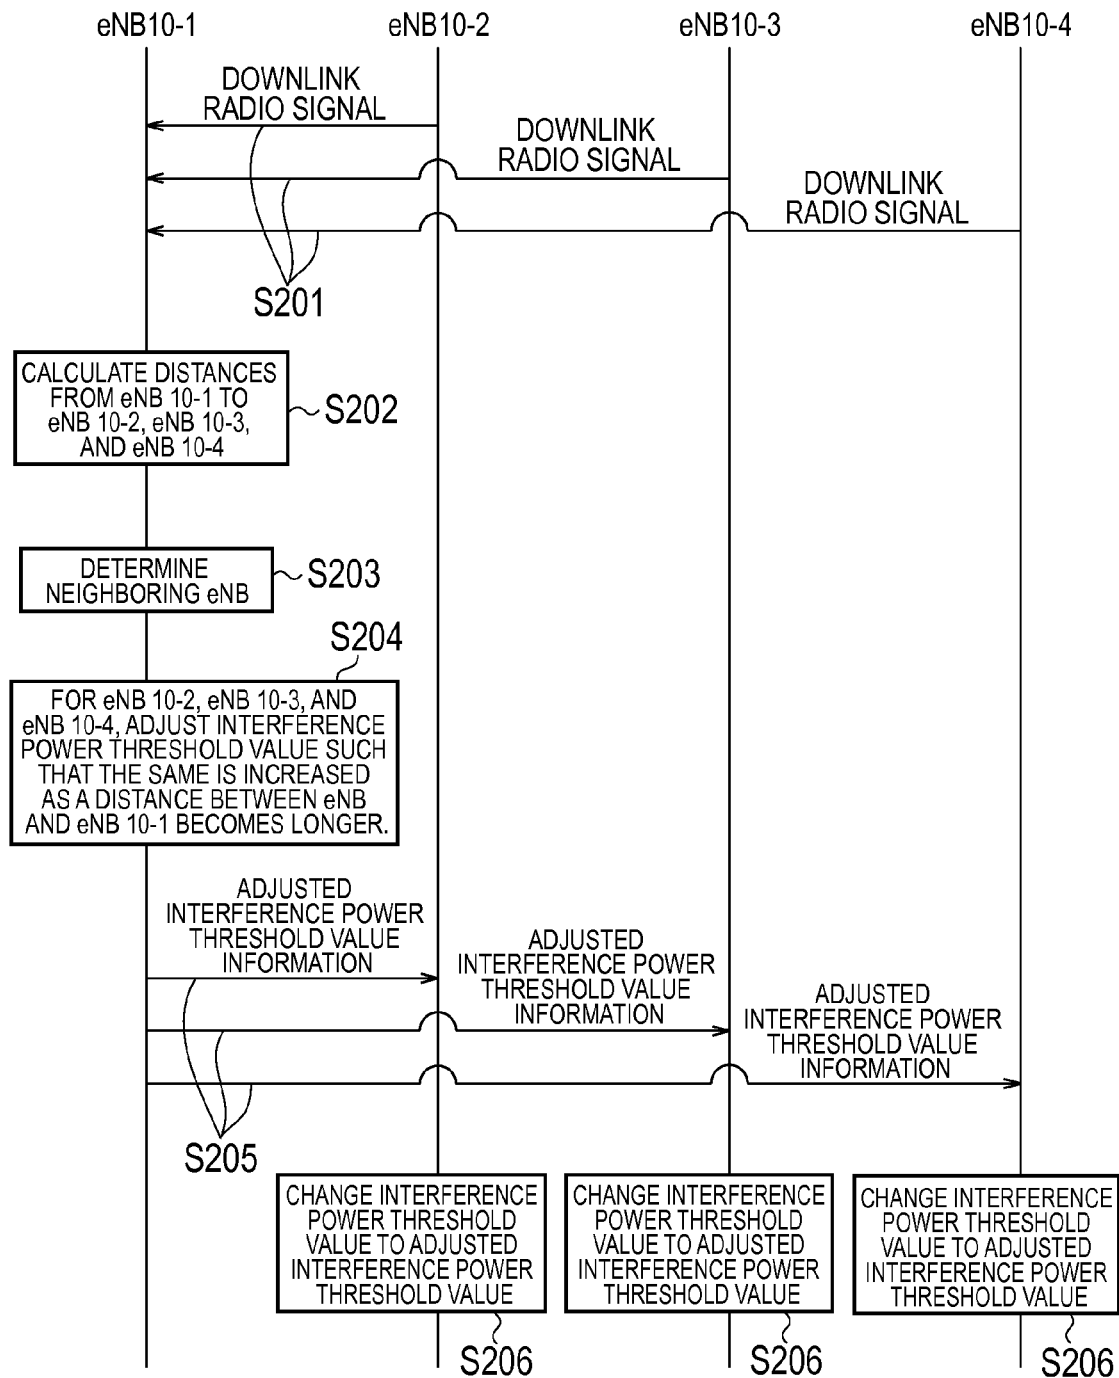 eNB10-1
eNB10-2
eNB10-3
eNB10-4
DOWNLINK
RADIO SIGNAL
DOWNLINK
RADIO SIGNAL
DOWNLINK
RADIO SIGNAL
S201
CALCULATE DISTANCES
FROM eNB 10-1 TO
eNB 10-2, eNB 10-3,
AND eNB 10-4
S202
DETERMINE
NEIGHBORING eNB
S203
S204
FOR eNB 10-2, eNB 10-3, AND
eNB 10-4, ADJUST INTERFERENCE
POWER THRESHOLD VALUE SUCH
THAT THE SAME IS INCREASED
AS A DISTANCE BETWEEN eNB
AND eNB 10-1 BECOMES LONGER.
ADJUSTED
INTERFERENCE POWER
THRESHOLD VALUE
INFORMATION
ADJUSTED
INTERFERENCE POWER
THRESHOLD VALUE
INFORMATION
ADJUSTED
INTERFERENCE POWER
THRESHOLD VALUE
INFORMATION
S205
CHANGE INTERFERENCE
POWER THRESHOLD
VALUE TO ADJUSTED
INTERFERENCE POWER
THRESHOLD VALUE
CHANGE INTERFERENCE
POWER THRESHOLD
VALUE TO ADJUSTED
INTERFERENCE POWER
THRESHOLD VALUE
CHANGE INTERFERENCE
POWER THRESHOLD
VALUE TO ADJUSTED
INTERFERENCE POWER
THRESHOLD VALUE
S206
S206
S206